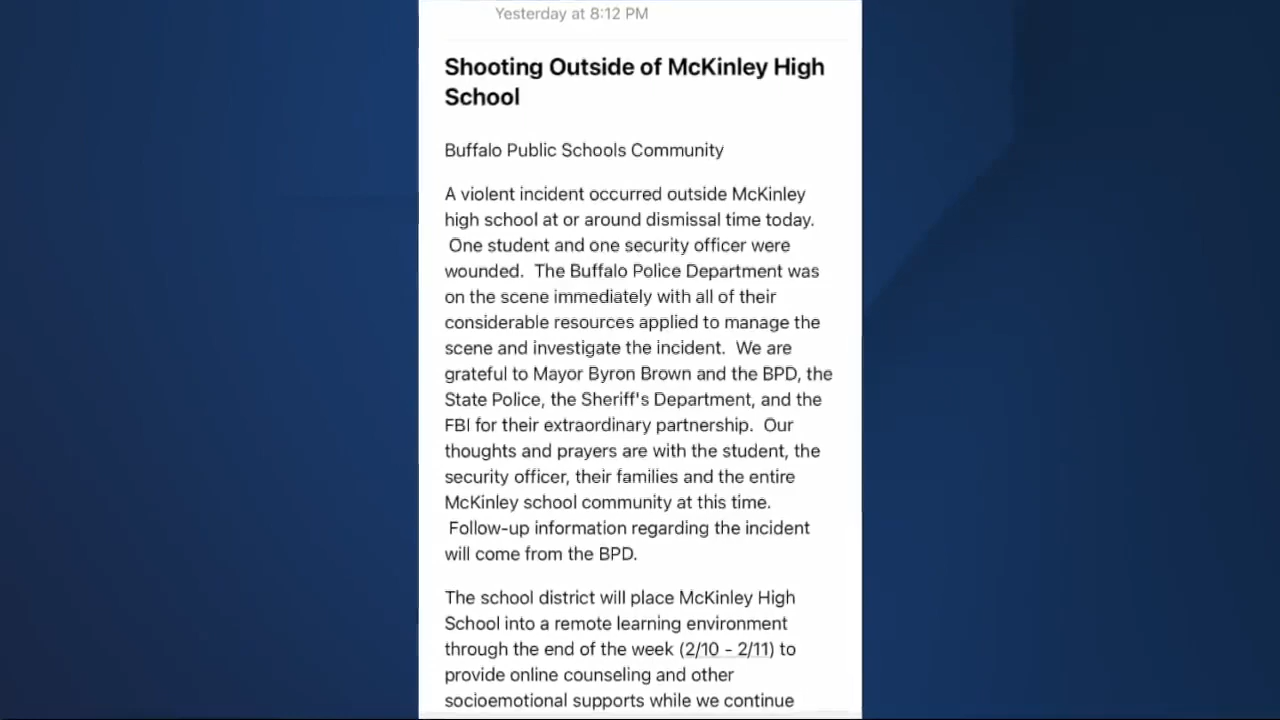 Yesterday at 8:12 PM
Shooting Outside of McKinley High
School
Buffalo Public Schools Community
A violent incident occurred outside McKinley
high school at or around dismissal time today.
One student and one security officer were
wounded. The Buffalo Police Department was
on the scene immediately with all of their
considerable resources applied to manage the
scene and investigate the incident. We are
grateful to Mayor Byron Brown and the BPD, the
State Police, the Sheriff's Department, and the
FBI for their extraordinary partnership. Our
thoughts and prayers are with the student, the
security officer, their families and the entire
McKinley school community at this time.
Follow-up information regarding the incident
will come from the BPD.
The school district will place McKinley High
School into a remote learning environment
through the end of the week (2/10 - 2/11) to
provide online counseling and other
socioemotional supports while we continue